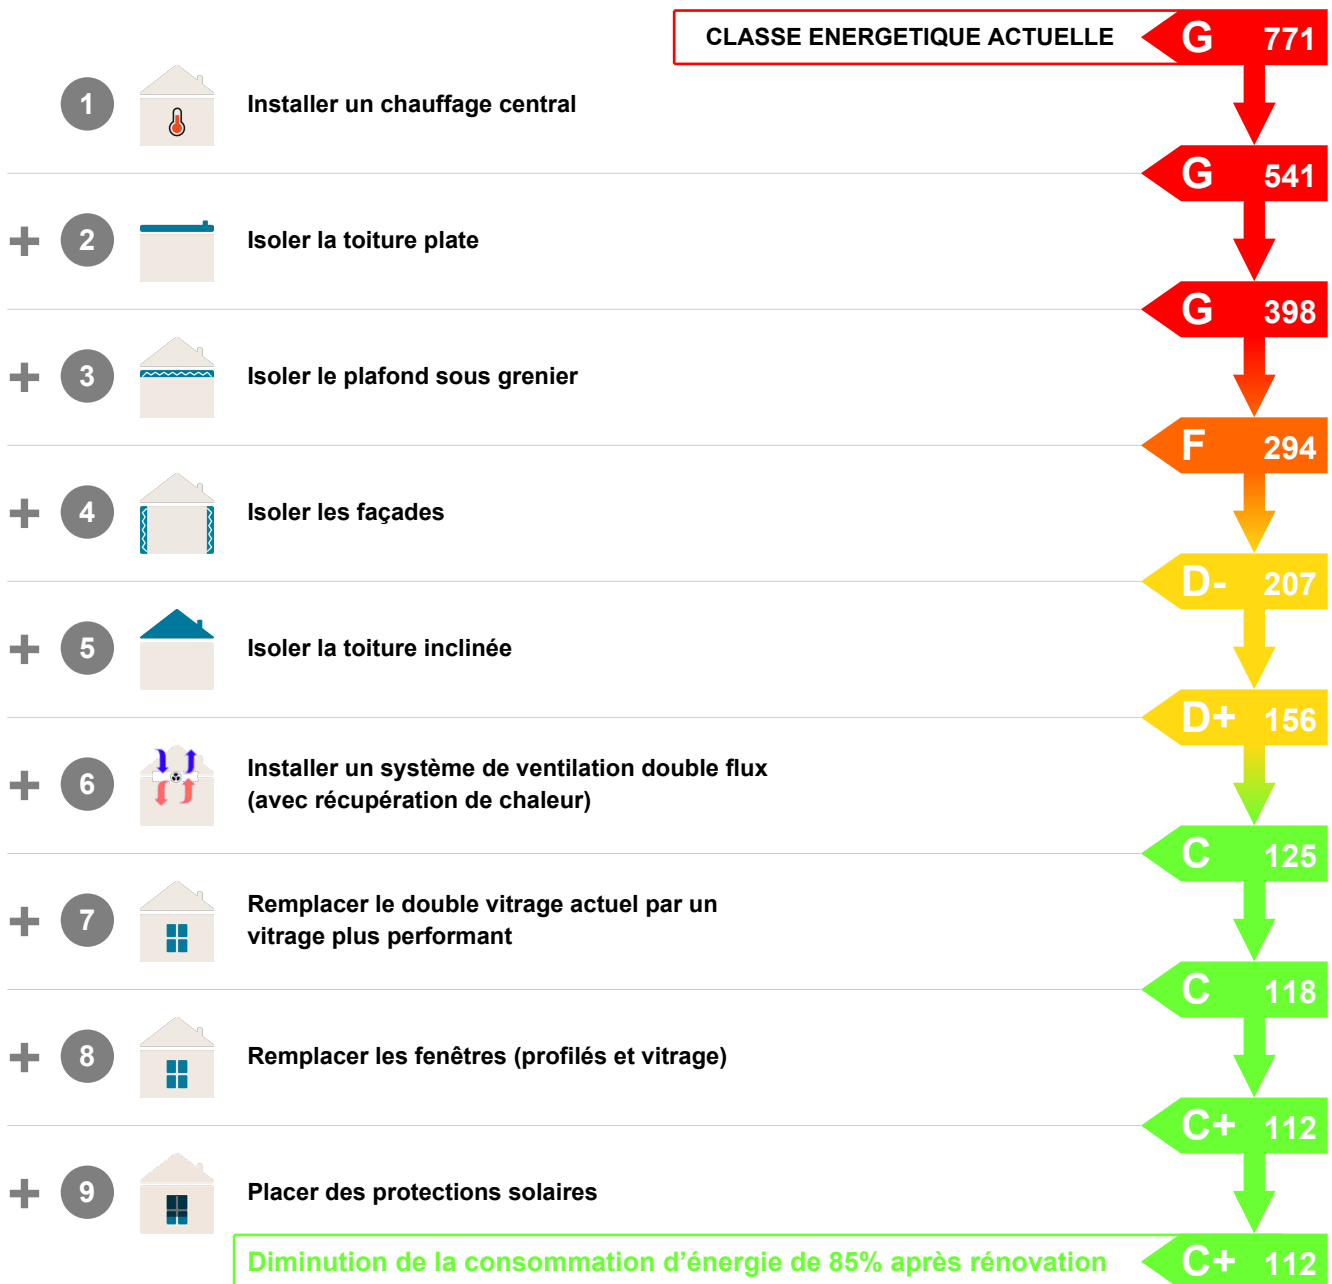 CLASSE ENERGETIQUE ACTUELLE G 771
1 Installer un chauffage central
G 541
+ 2 Isoler la toiture plate
G 398
+ 3 Isoler le plafond sous grenier
F 294
+ 4 Isoler les façades
D- 207
+ 5 Isoler la toiture inclinée
D+ 156
+ 6 Installer un système de ventilation double flux
(avec récupération de chaleur)
C 125
+ 7 Remplacer le double vitrage actuel par un
vitrage plus performant
C 118
+ 8 Remplacer les fenêtres (profilés et vitrage)
C+ 112
+ 9 Placer des protections solaires
Diminution de la consommation d’énergie de 85% après rénovation C+ 112